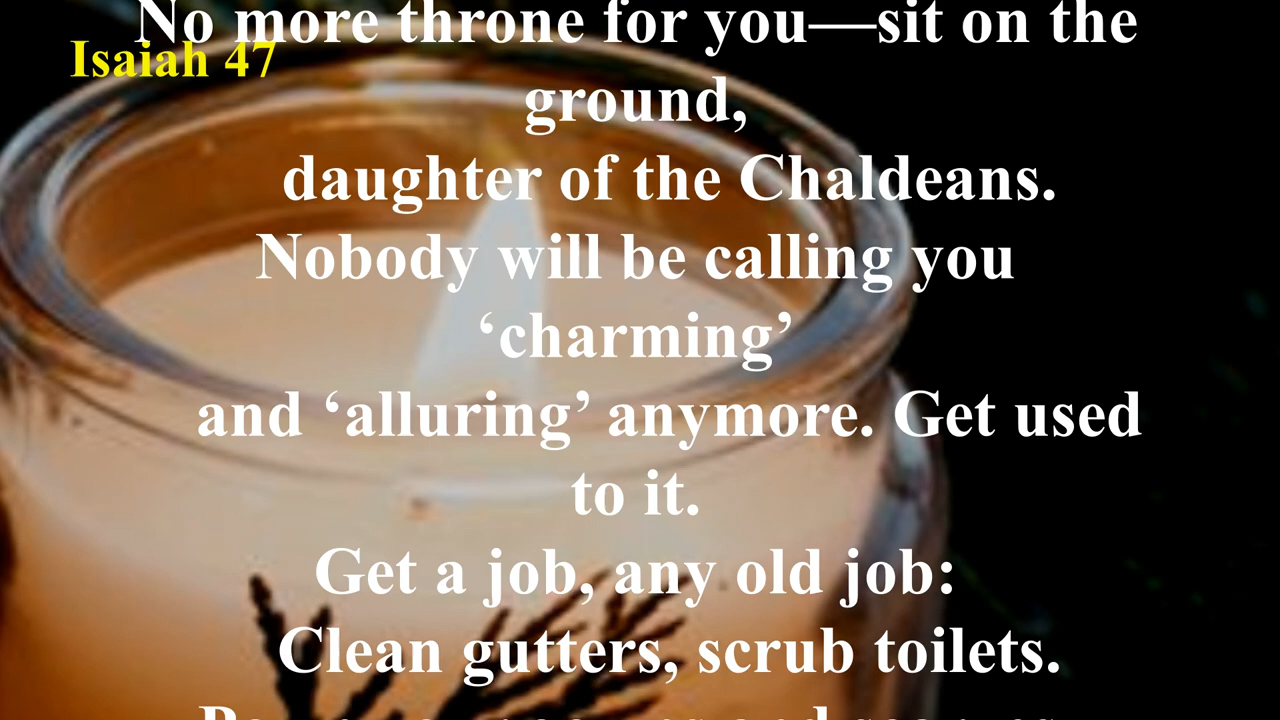 No more throne for you—sit on the
Isaiah 47
ground,
daughter of the Chaldeans.
Nobody will be calling you
‘charming’
and ‘alluring’ anymore. Get used
to it.
Get a job, any old job:
Clean gutters, scrub toilets.